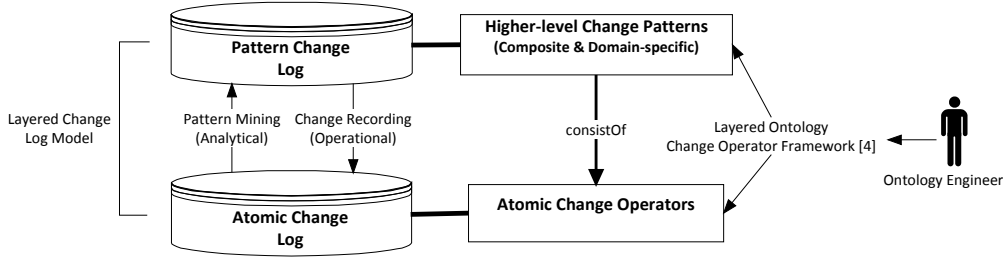 Pattern Change
Log
Higher-level Change Patterns
(Composite & Domain-specific)
Layered Change
Log Model
Pattern Mining
(Analytical)
Change Recording
(Operational)
consistOf
Layered Ontology
Change Operator Framework [4]
Ontology Engineer
Atomic Change
Log
Atomic Change Operators